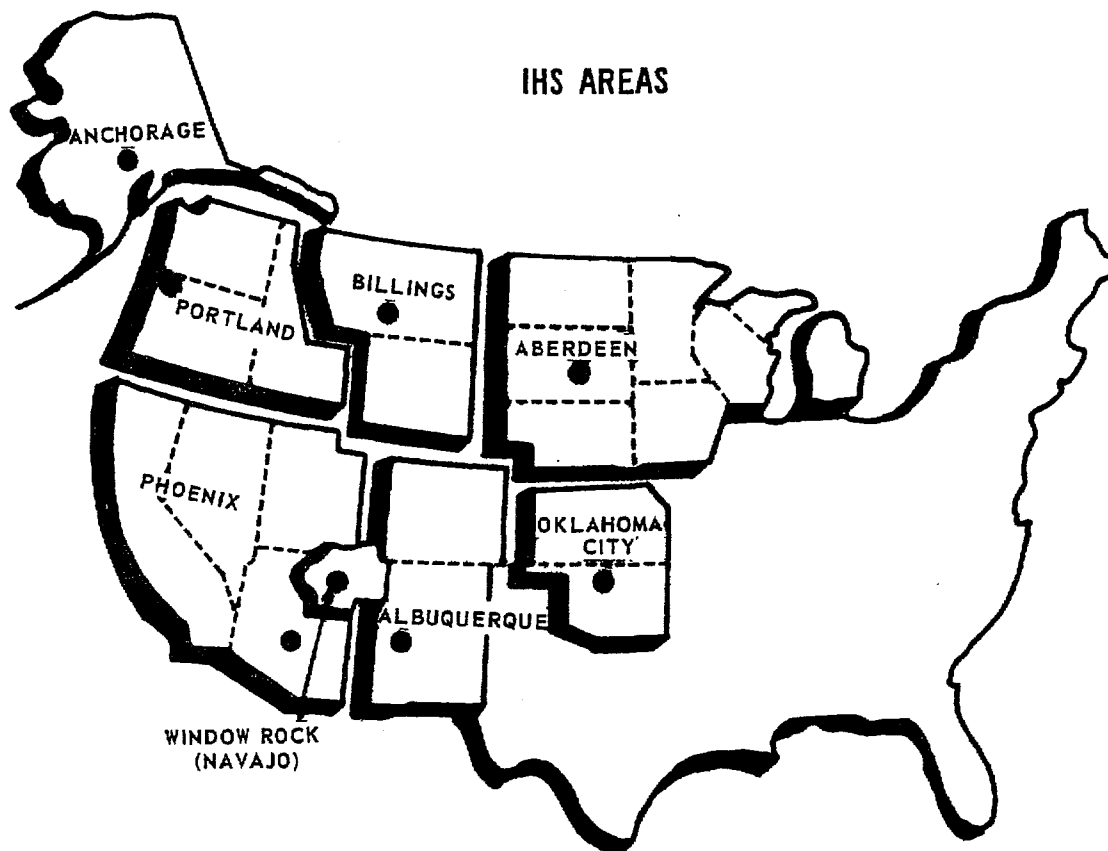 IHS AREAS
ANCHORAGE
BILLINGS
PORTLAND
ABERDEEN
PHOENIX
OKLAHOMA
CITY
ALBUQUERQUE
WINDOW ROCK
(NAVAJO)